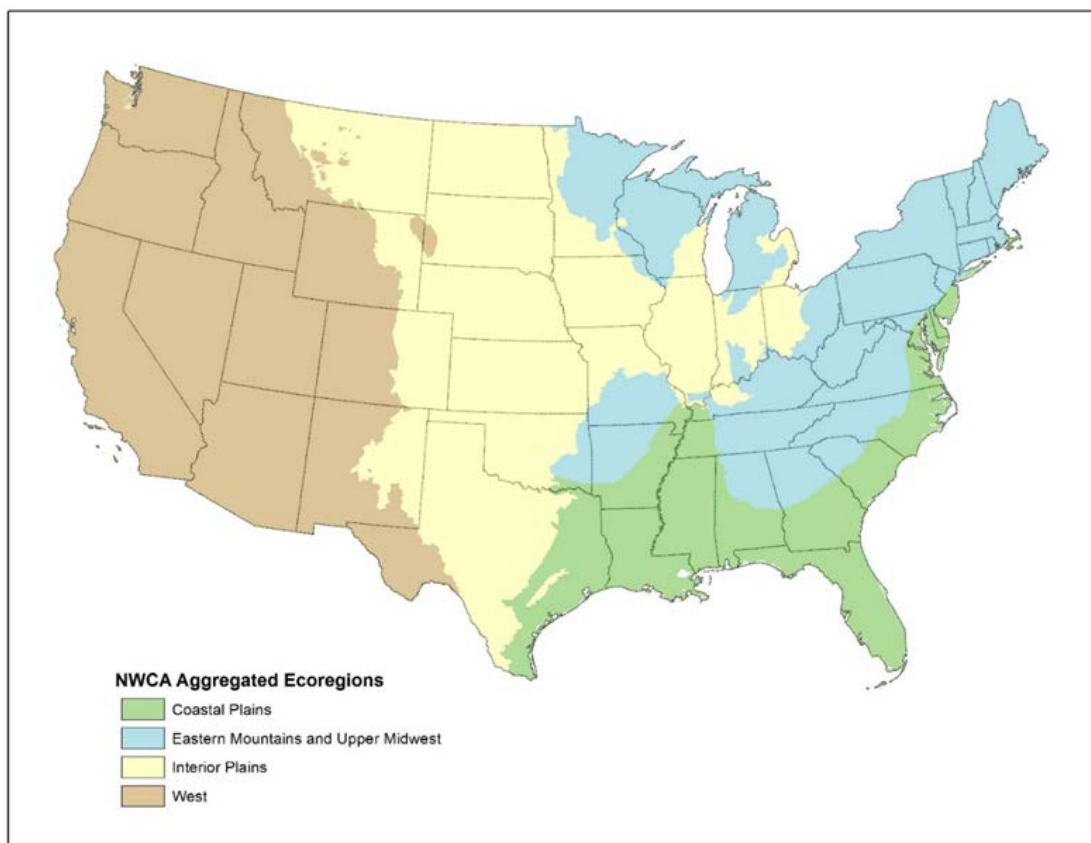 NWCA Aggregated Ecoregions
Coastal Plains
Eastern Mountains and Upper Midwest
Interior Plains
West